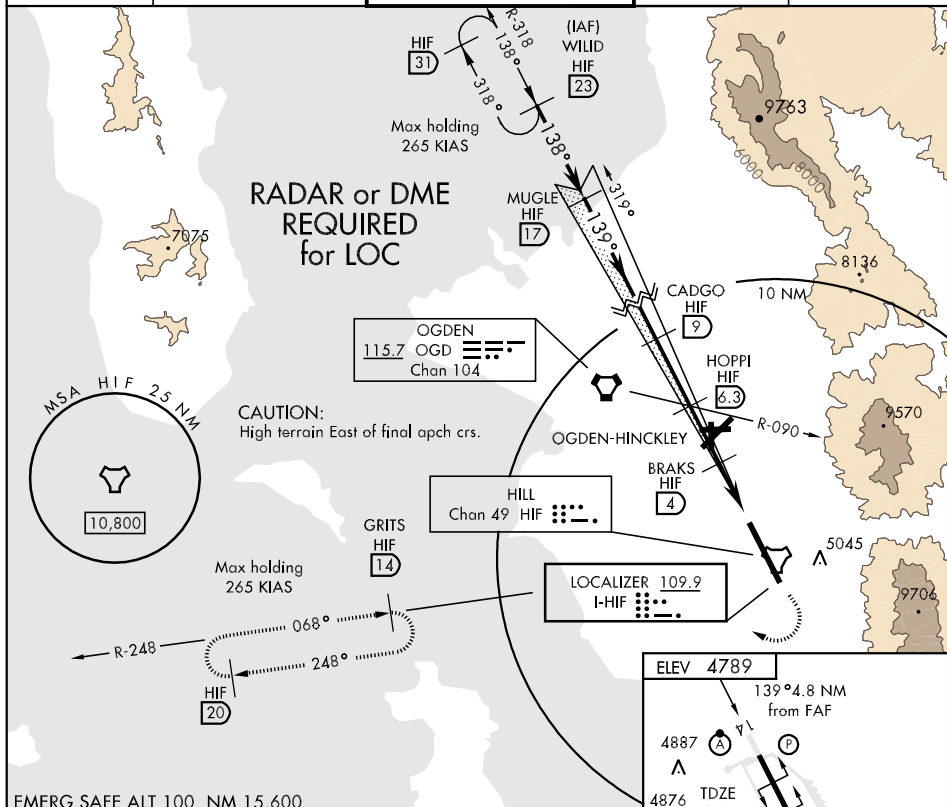 R-318
138°
318°
HIF
31
(IAF)
WILID
HIF
23
Max holding
265 KIAS
138°
9763
6000
8000
RADAR or DME
REQUIRED
for LOC
MUGLE
HIF
17
319°
139°
7075
8136
10 NM
CADGO
HIF
9
OGDEN
115.7 OGD
Chan 104
HOPPI
HIF
6.3
MSA HIF 25 NM
10,800
CAUTION:
High terrain East of final apch crs.
OGDEN-HINCKLEY
R-090
9570
BRAKS
HIF
4
HILL
Chan 49 HIF
GRITS
HIF
14
5045
Max holding
265 KIAS
LOCALIZER 109.9
I-HIF
9706
068°
R-248
248°
HIF
20
ELEV 4789
139°4.8 NM
from FAF
14
4887
A
P
4876
TDZE
EMERG SAFE ALT 100 NM 15,600